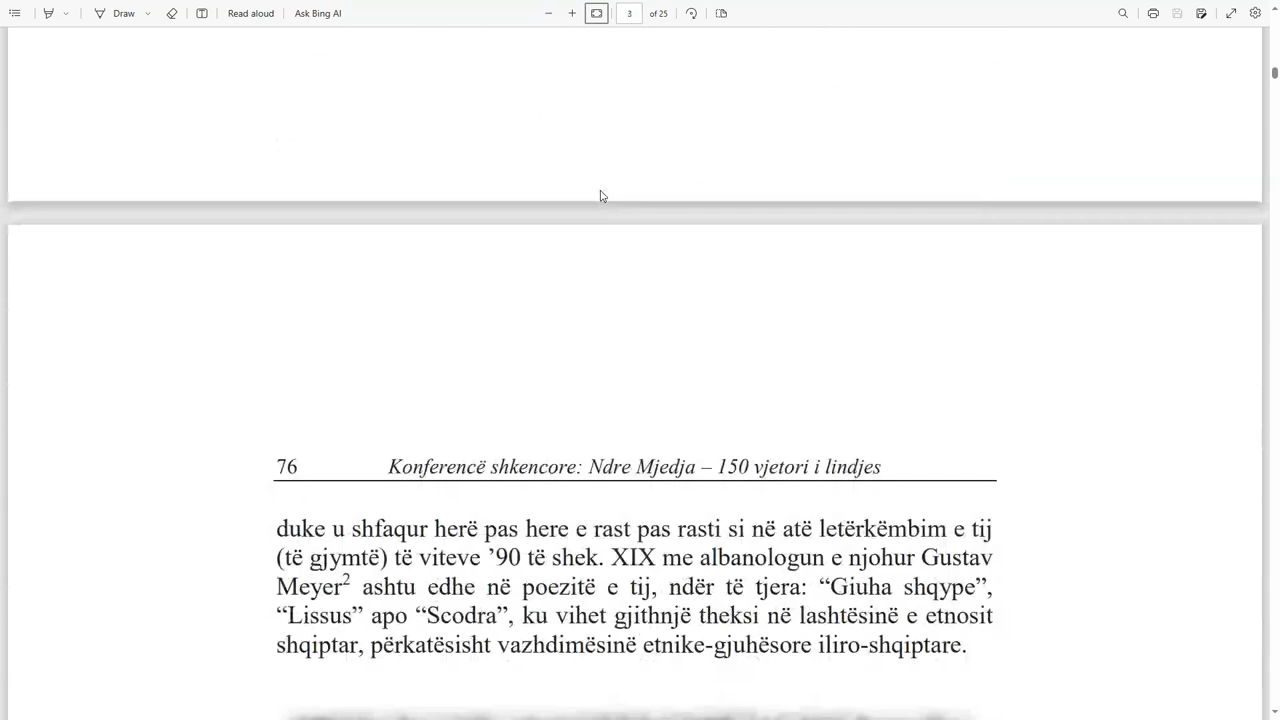 Draw
Read aloud
Ask Bing AI
3
of 25
76
Konferencë shkencore: Ndre Mjedja – 150 vjetori i lindjes
duke u shfaqur herë pas here e rast pas rasti si në atë letërkëmbim e tij
(të gjymtë) të viteve ’90 të shek. XIX me albanologun e njohur Gustav
Meyer2 ashtu edhe në poezitë e tij, ndër të tjera: “Giuha shqype”,
“Lissus” apo “Scodra”, ku vihet gjithnjë theksi në lashtësinë e etnosit
shqiptar, përkatësisht vazhdimësinë etnike-gjuhësore iliro-shqiptare.